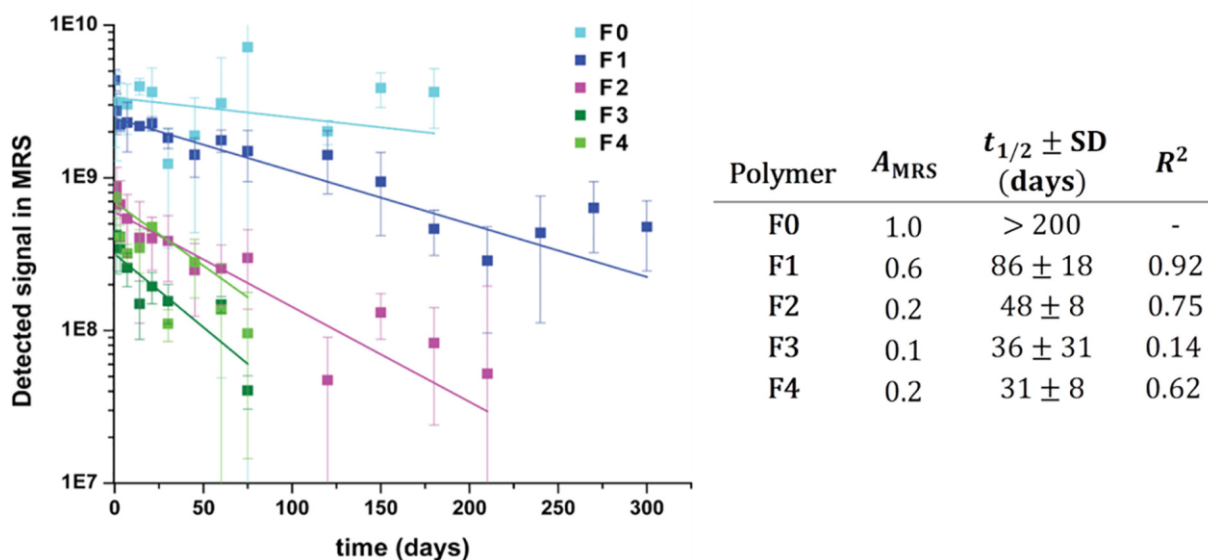 1E10
1E9
1E8
1E7
Detected signal in MRS
0 50 100 150 200 250 300
time (days)
F0
F1
F2
F3
F4
Polymer A_MRS t_1/2 ± SD (days) R²
F0 1.0 > 200 -
F1 0.6 86 ± 18 0.92
F2 0.2 48 ± 8 0.75
F3 0.1 36 ± 31 0.14
F4 0.2 31 ± 8 0.62